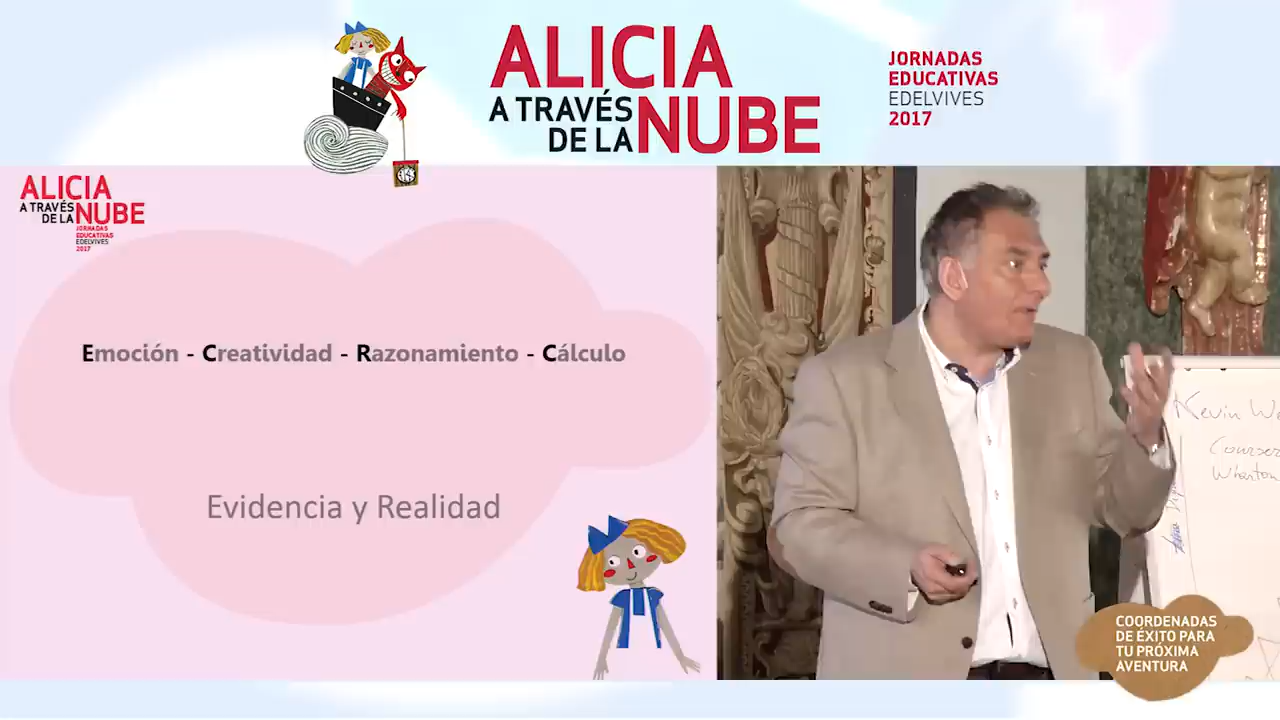 ALICIA
A TRAVÉS
DE LA NUBE
JORNADAS
EDUCATIVAS
EDELVIVES
2017
ALICIA
A TRAVÉS
DE LA NUBE
JORNADAS
EDUCATIVAS
EDELVIVES
2017
Emoción - Creatividad - Razonamiento - Cálculo
Evidencia y Realidad
Kevin
Wharton
COORDENADAS
DE ÉXITO PARA
TU PRÓXIMA
AVENTURA